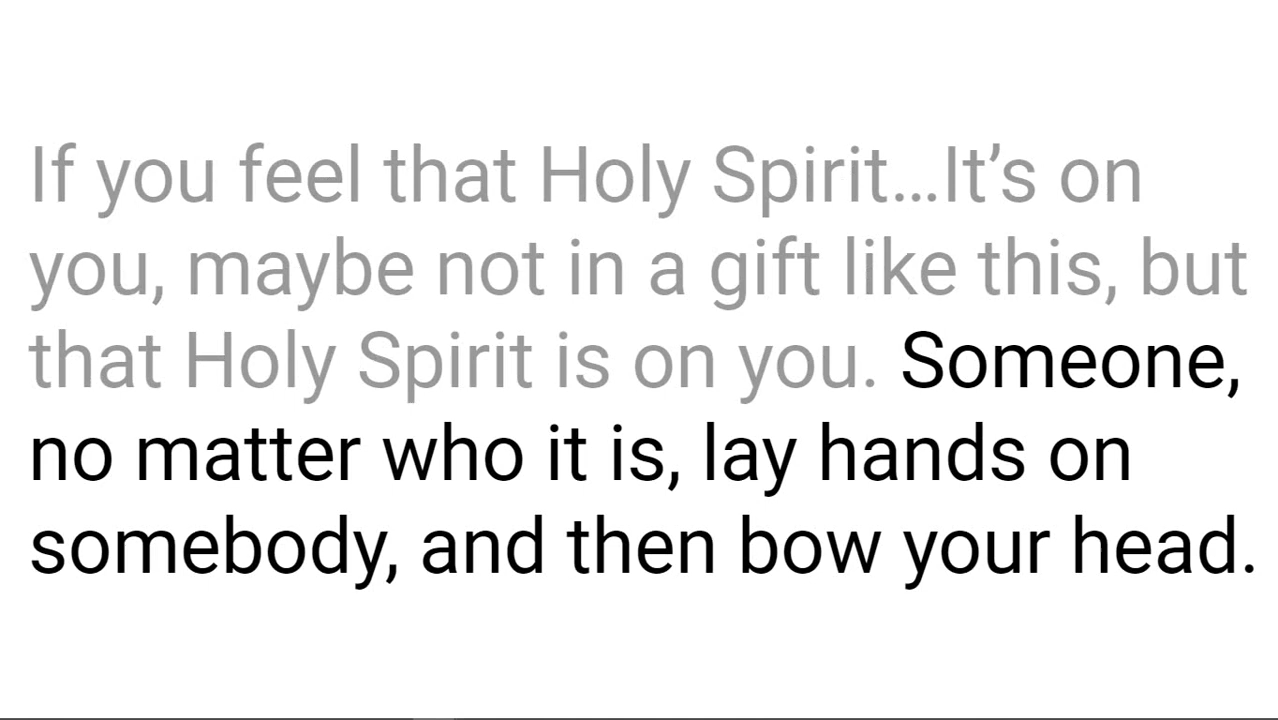 If you feel that Holy Spirit…It’s on
you, maybe not in a gift like this, but
that Holy Spirit is on you. Someone,
no matter who it is, lay hands on
somebody, and then bow your head.